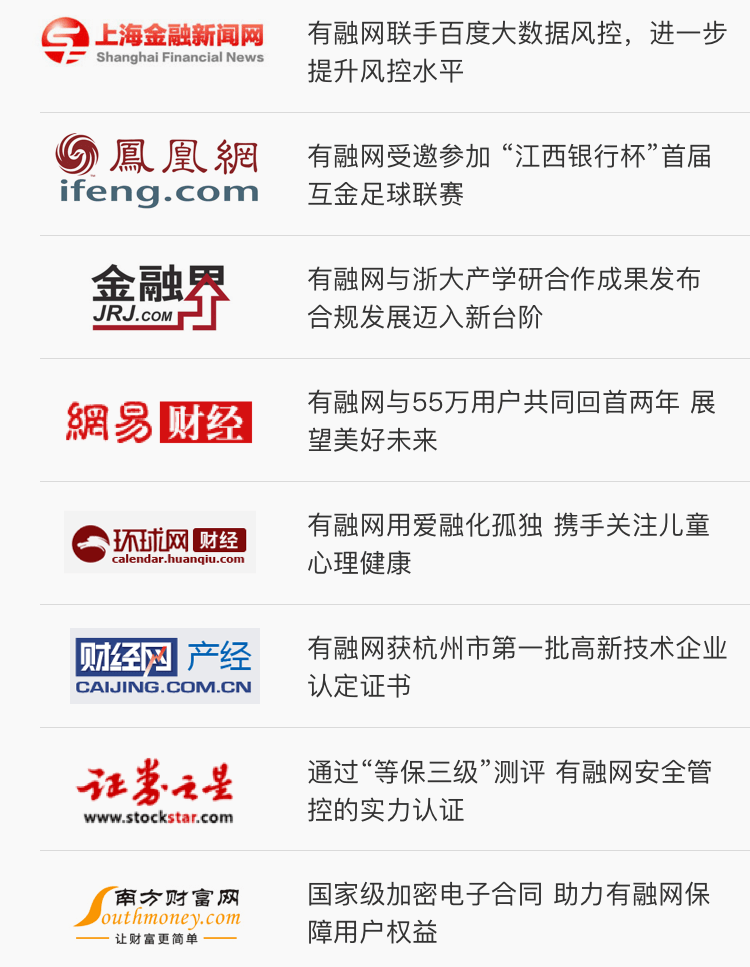 上海金融新闻网
Shanghai Financial News
有融网联手百度大数据风控，进一步
提升风控水平
鳳凰網
ifeng.com
有融网受邀参加 “江西银行杯”首届
互金足球联赛
金融界
JRJ.COM
有融网与浙大产学研合作成果发布
合规发展迈入新台阶
網易财经
有融网与55万用户共同回首两年 展
望美好未来
环球网 财经
calendar.huanqiu.com
有融网用爱融化孤独 携手关注儿童
心理健康
财经网 产经
CAIJING.COM.CN
有融网获杭州市第一批高新技术企业
认定证书
证券之星
www.stockstar.com
通过“等保三级”测评 有融网安全管
控的实力认证
南方财富网
Southmoney.com
让财富更简单
国家级加密电子合同 助力有融网保
障用户权益